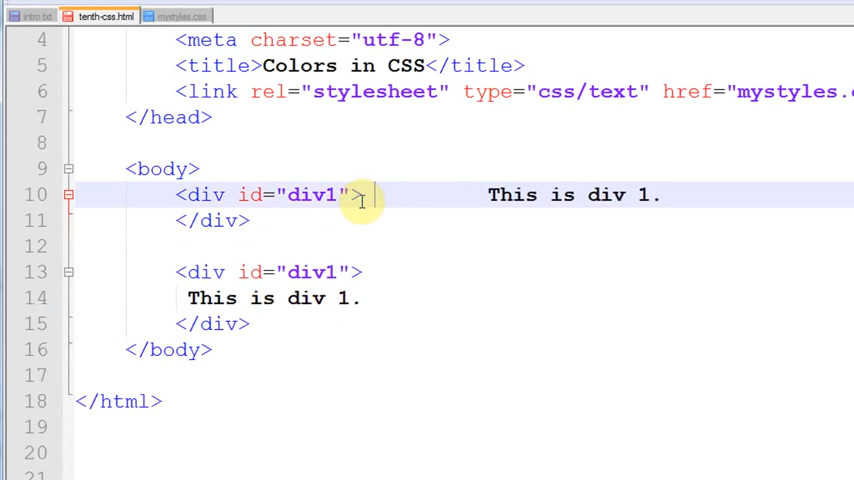 intro.txt tenth-css.html mystyles.css
4 <meta charset="utf-8">
5 <title>Colors in CSS</title>
6 <link rel="stylesheet" type="css/text" href="mystyles.
7 </head>
8
9 <body>
10 <div id="div1"> This is div 1.
11 </div>
12
13 <div id="div1">
14 This is div 1.
15 </div>
16 </body>
17
18 </html>
19
20
21